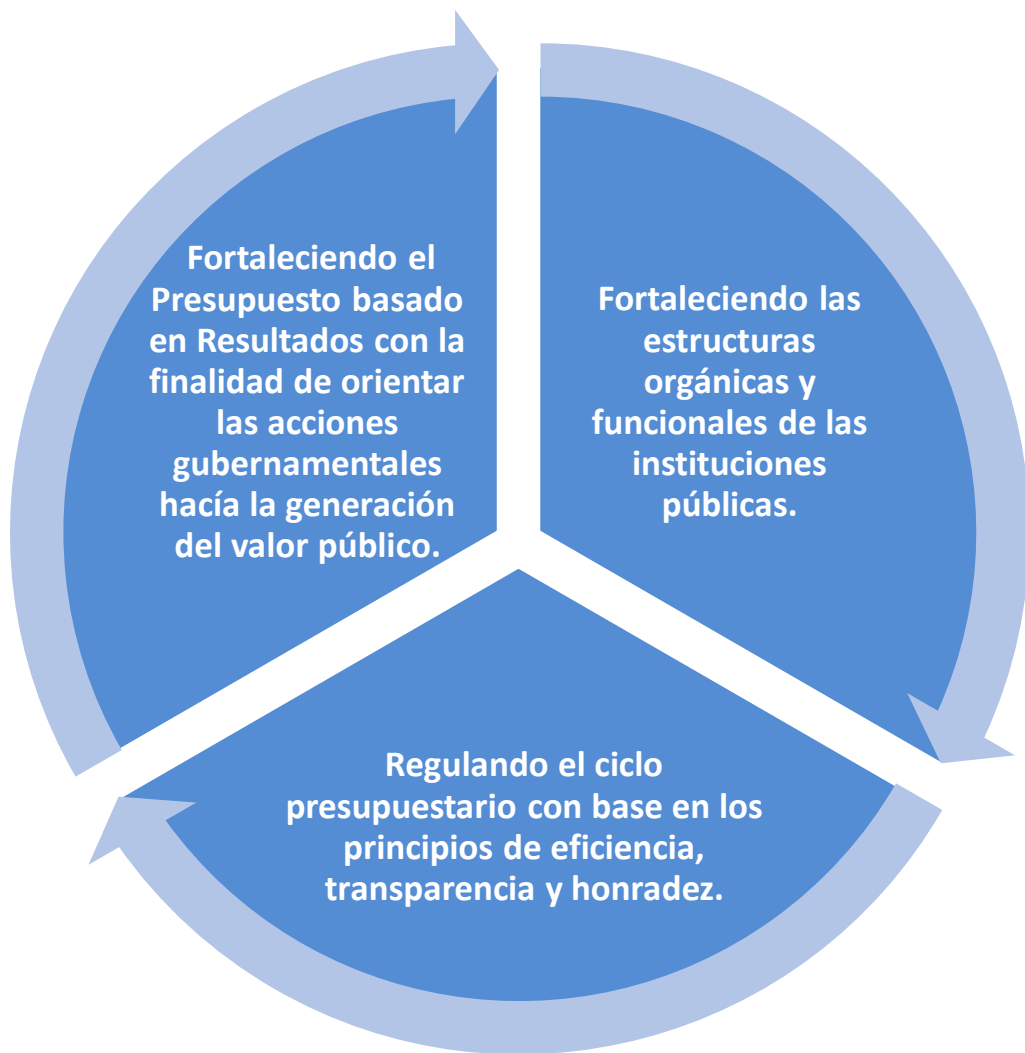 Fortaleciendo el
Presupuesto basado
en Resultados con la
finalidad de orientar
las acciones
gubernamentales
hacía la generación
del valor público.
Fortaleciendo las
estructuras
orgánicas y
funcionales de las
instituciones
públicas.
Regulando el ciclo
presupuestario con base en los
principios de eficiencia,
transparencia y honradez.